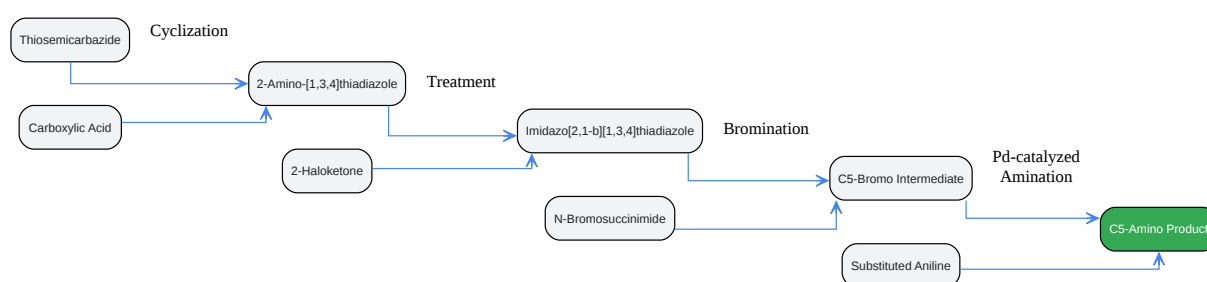 Thiosemicarbazide
Cyclization
Carboxylic Acid
2-Amino-[1,3,4]thiadiazole
Treatment
2-Haloketone
Imidazo[2,1-b][1,3,4]thiadiazole
Bromination
N-Bromosuccinimide
C5-Bromo Intermediate
Pd-catalyzed
Amination
Substituted Aniline
C5-Amino Product